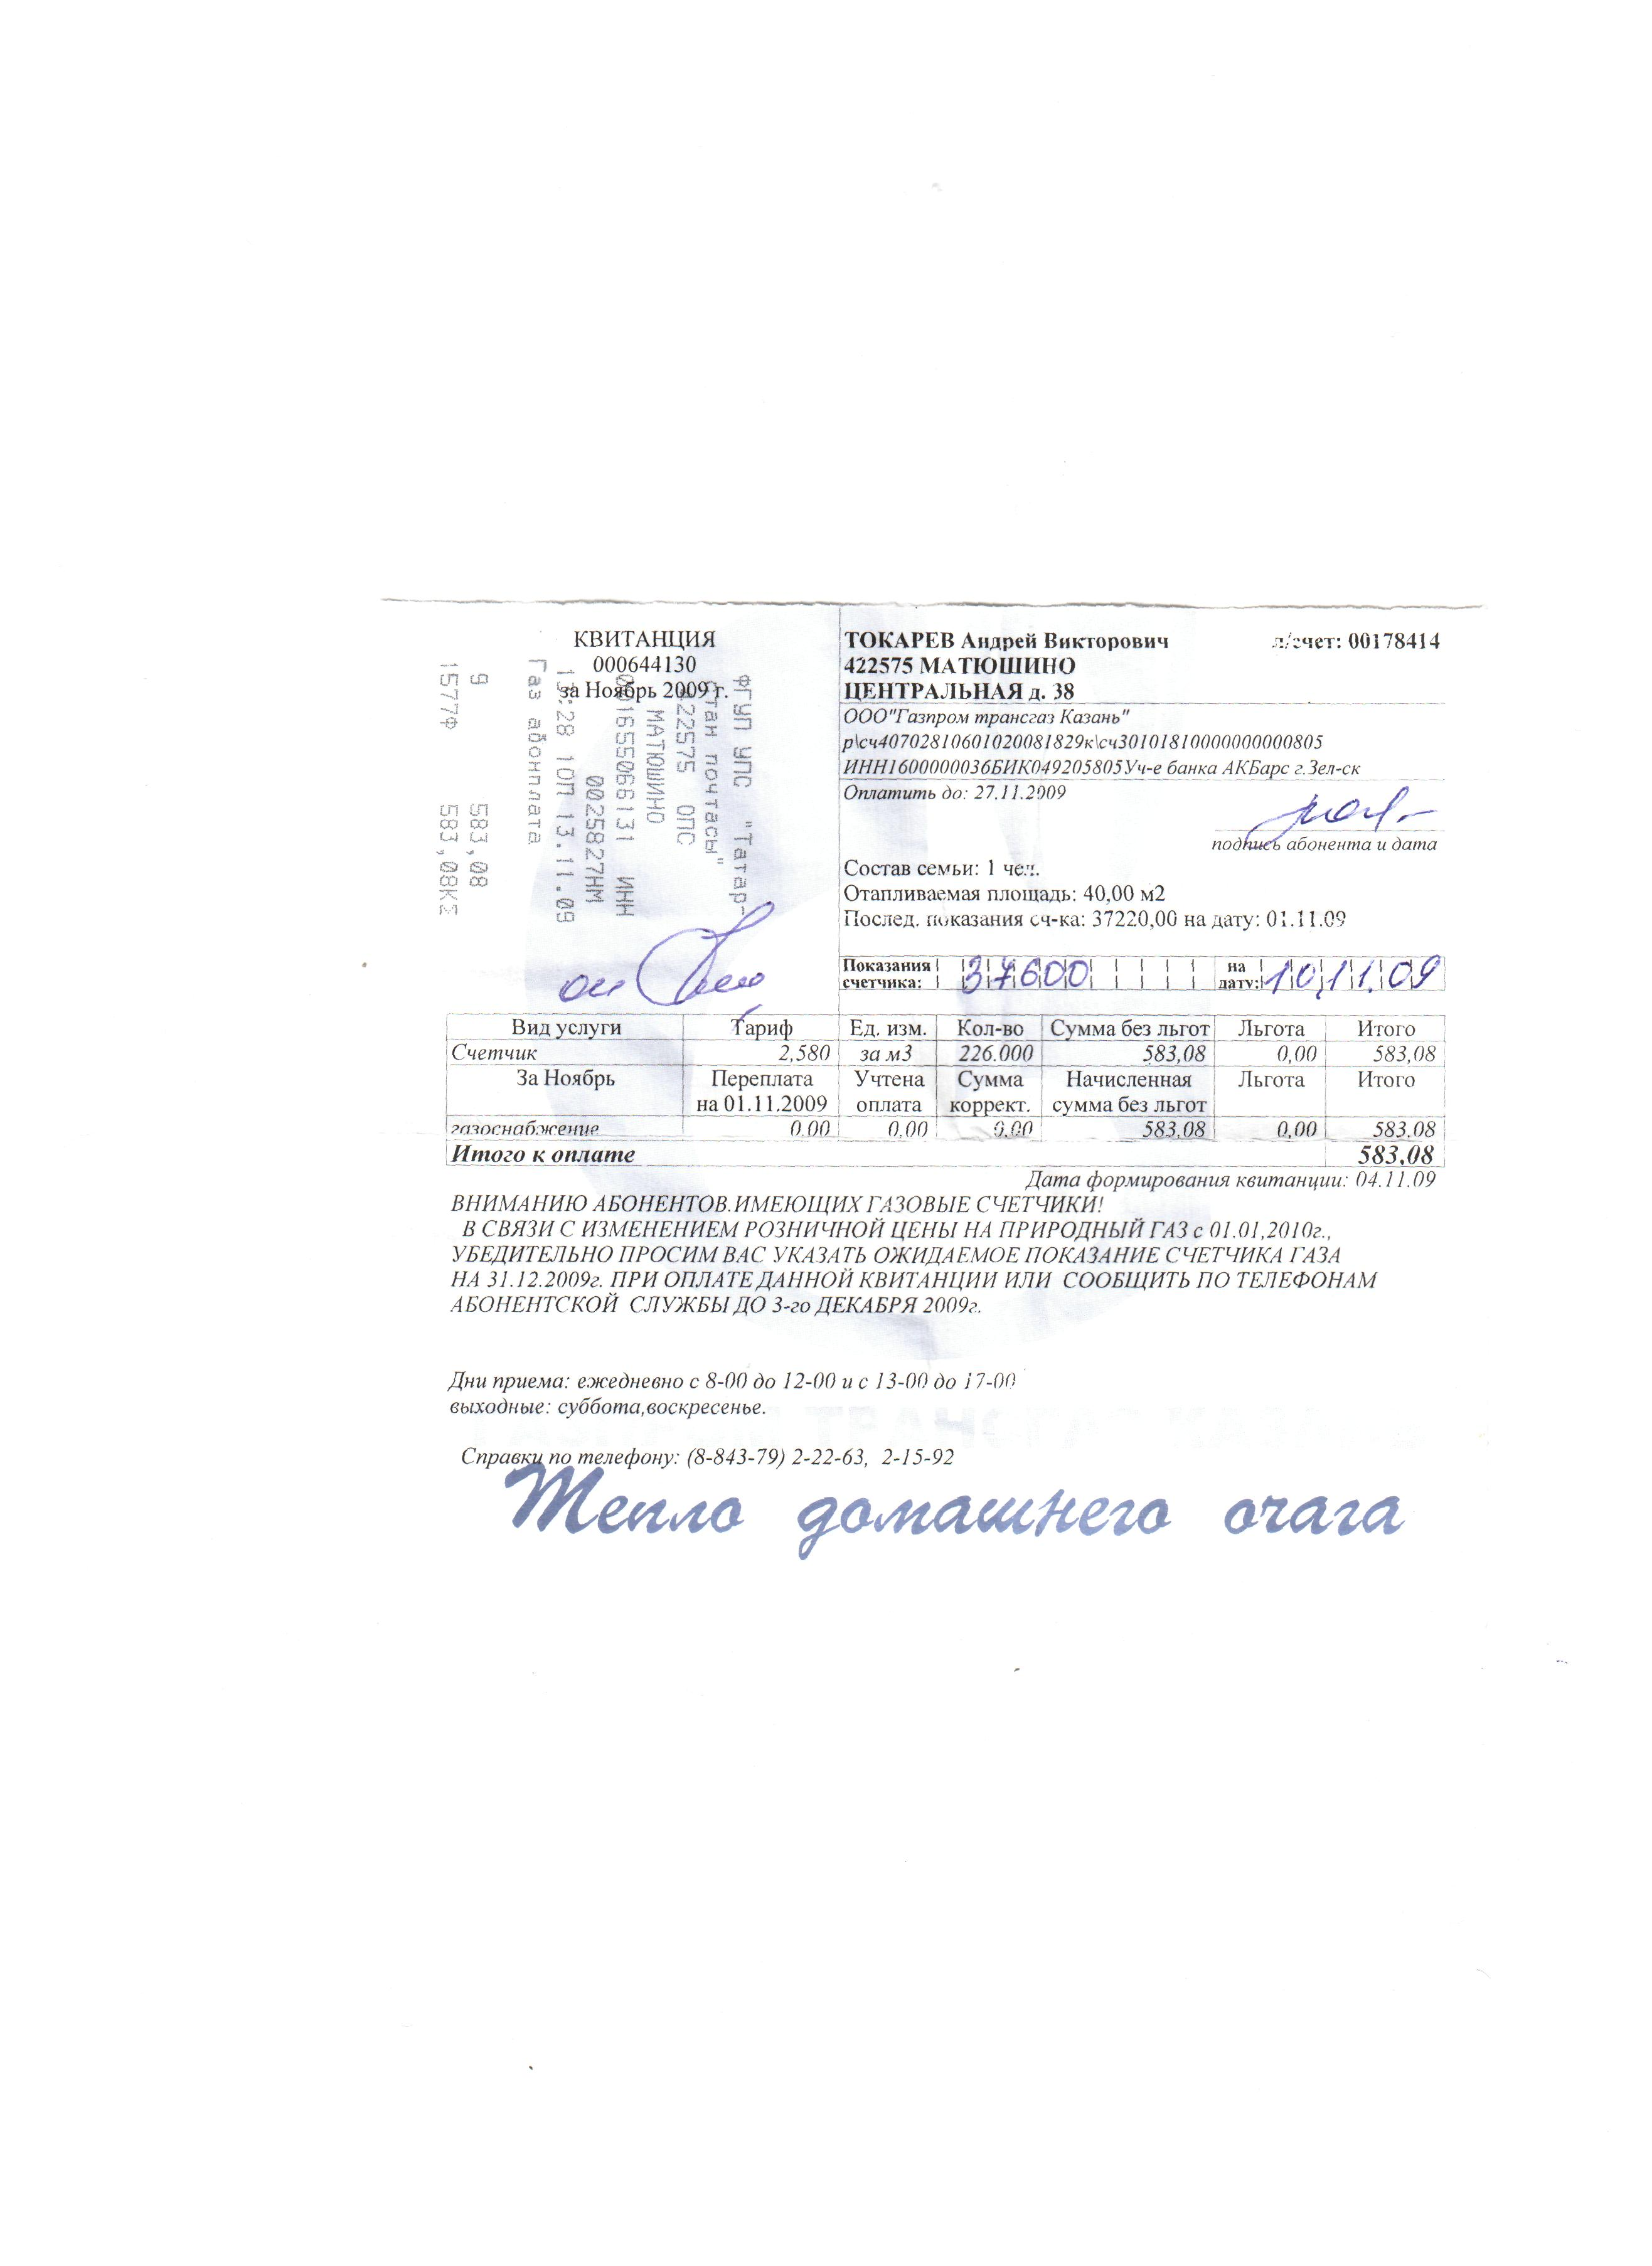 КВИТАНЦИЯ
000644130
за Ноябрь 2009 г.
ФГУП УПС "Татар-
стан почтасы"
422575 ОПС
МАТЮШИНО
001655066131 ИНН
0025827НМ
28 10П 13.11.09
Газ абонплата
9 583,08
1577Ф 583,08
ТОКАРЕВ Андрей Викторович л/счет: 00178414
422575 МАТЮШИНО
ЦЕНТРАЛЬНАЯ д. 38
ООО"Газпром трансгаз Казань"
р\сч40702810601020081829к\сч30101810000000000805
ИНН1600000036БИК049205805Уч-е банка АКБарс г.Зел-ск
Оплатить до: 27.11.2009
подпись абонента и дата
Состав семьи: 1 чел.
Отапливаемая площадь: 40,00 м2
Послед. показания сч-ка: 37220,00 на дату: 01.11.09
Показания счетчика: 37600 на дату: 10.11.09
Вид услуги Тариф Ед. изм. Кол-во Сумма без льгот Льгота Итого
Счетчик 2,580 за м3 226.000 583,08 0,00 583,08
За Ноябрь Переплата Учтена Сумма Начисленная Льгота Итого
на 01.11.2009 оплата коррект. сумма без льгот
газоснабжение 0,00 0,00 0,00 583,08 0,00 583,08
Итого к оплате 583,08
Дата формирования квитанции: 04.11.09
ВНИМАНИЮ АБОНЕНТОВ.ИМЕЮЩИХ ГАЗОВЫЕ СЧЕТЧИКИ!
В СВЯЗИ С ИЗМЕНЕНИЕМ РОЗНИЧНОЙ ЦЕНЫ НА ПРИРОДНЫЙ ГАЗ с 01.01,2010г.,
УБЕДИТЕЛЬНО ПРОСИМ ВАС УКАЗАТЬ ОЖИДАЕМОЕ ПОКАЗАНИЕ СЧЕТЧИКА ГАЗА
НА 31.12.2009г. ПРИ ОПЛАТЕ ДАННОЙ КВИТАНЦИИ ИЛИ СООБЩИТЬ ПО ТЕЛЕФОНАМ
АБОНЕНТСКОЙ СЛУЖБЫ ДО 3-го ДЕКАБРЯ 2009г.
Дни приема: ежедневно с 8-00 до 12-00 и с 13-00 до 17-00
выходные: суббота,воскресенье.
Справки по телефону: (8-843-79) 2-22-63, 2-15-92
Тепло домашнего очага